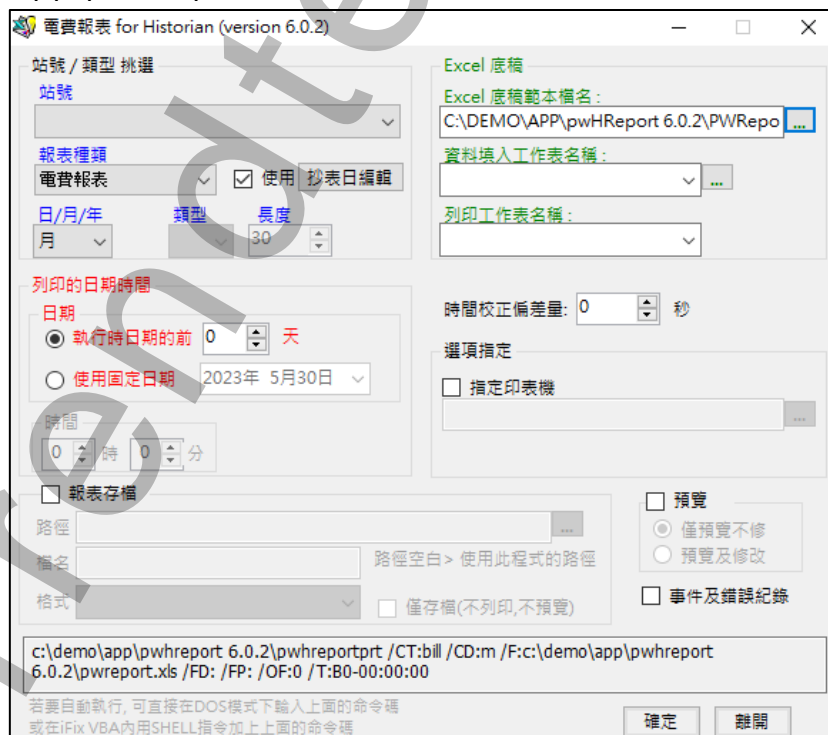 電費報表 for Historian (version 6.0.2)
站號 / 類型 挑選
站號
報表種類
電費報表
使用
抄表日編輯
日/月/年
類型
長度
月
30
Excel 底稿
Excel 底稿範本檔名 :
C:\DEMO\APP\pwHReport 6.0.2\PWRepo
...
資料填入工作表名稱 :
...
列印工作表名稱 :
列印的日期時間
日期
執行時日期的前 0 天
使用固定日期 2023年 5月30日
時間
0 時 0 分
時間校正偏差量: 0 秒
選項指定
指定印表機
...
報表存檔
路徑
...
檔名
路徑空白> 使用此程式的路徑
格式
僅存檔(不列印,不預覽)
預覽
僅預覽不修
預覽及修改
事件及錯誤紀錄
c:\demo\app\pwhreport 6.0.2\pwhreportprt /CT:bill /CD:m /F:c:\demo\app\pwhreport
6.0.2\pwreport.xls /FD: /FP: /OF:0 /T:B0-00:00:00
若要自動執行, 可直接在DOS模式下輸入上面的命令碼
或在iFix VBA內用SHELL指令加上上面的命令碼
確定
離開